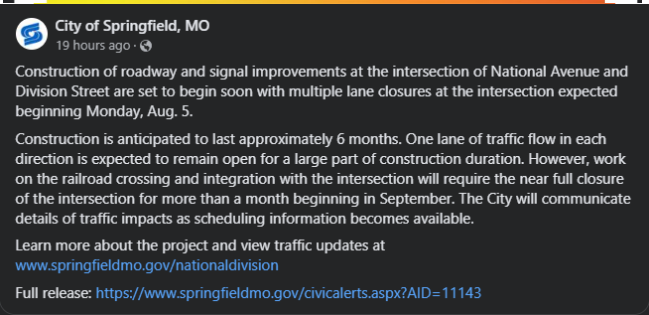 City of Springfield, MO
19 hours ago ·
Construction of roadway and signal improvements at the intersection of National Avenue and
Division Street are set to begin soon with multiple lane closures at the intersection expected
beginning Monday, Aug. 5.
Construction is anticipated to last approximately 6 months. One lane of traffic flow in each
direction is expected to remain open for a large part of construction duration. However, work
on the railroad crossing and integration with the intersection will require the near full closure
of the intersection for more than a month beginning in September. The City will communicate
details of traffic impacts as scheduling information becomes available.
Learn more about the project and view traffic updates at
www.springfieldmo.gov/nationaldivision
Full release: https://www.springfieldmo.gov/civicalerts.aspx?AID=11143